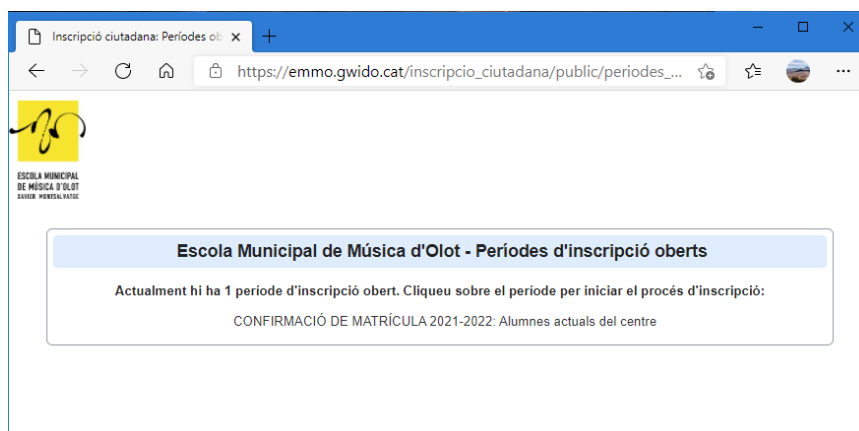 Inscripció ciutadana: Períodes ob
https://emmo.gwido.cat/inscripcio_ciutadana/public/periodes_...
ESCOLA MUNICIPAL
DE MÚSICA D'OLOT
XAVIER MONTSALVATGE
Escola Municipal de Música d'Olot - Períodes d'inscripció oberts
Actualment hi ha 1 període d'inscripció obert. Cliqueu sobre el període per iniciar el procés d'inscripció:
CONFIRMACIÓ DE MATRÍCULA 2021-2022: Alumnes actuals del centre